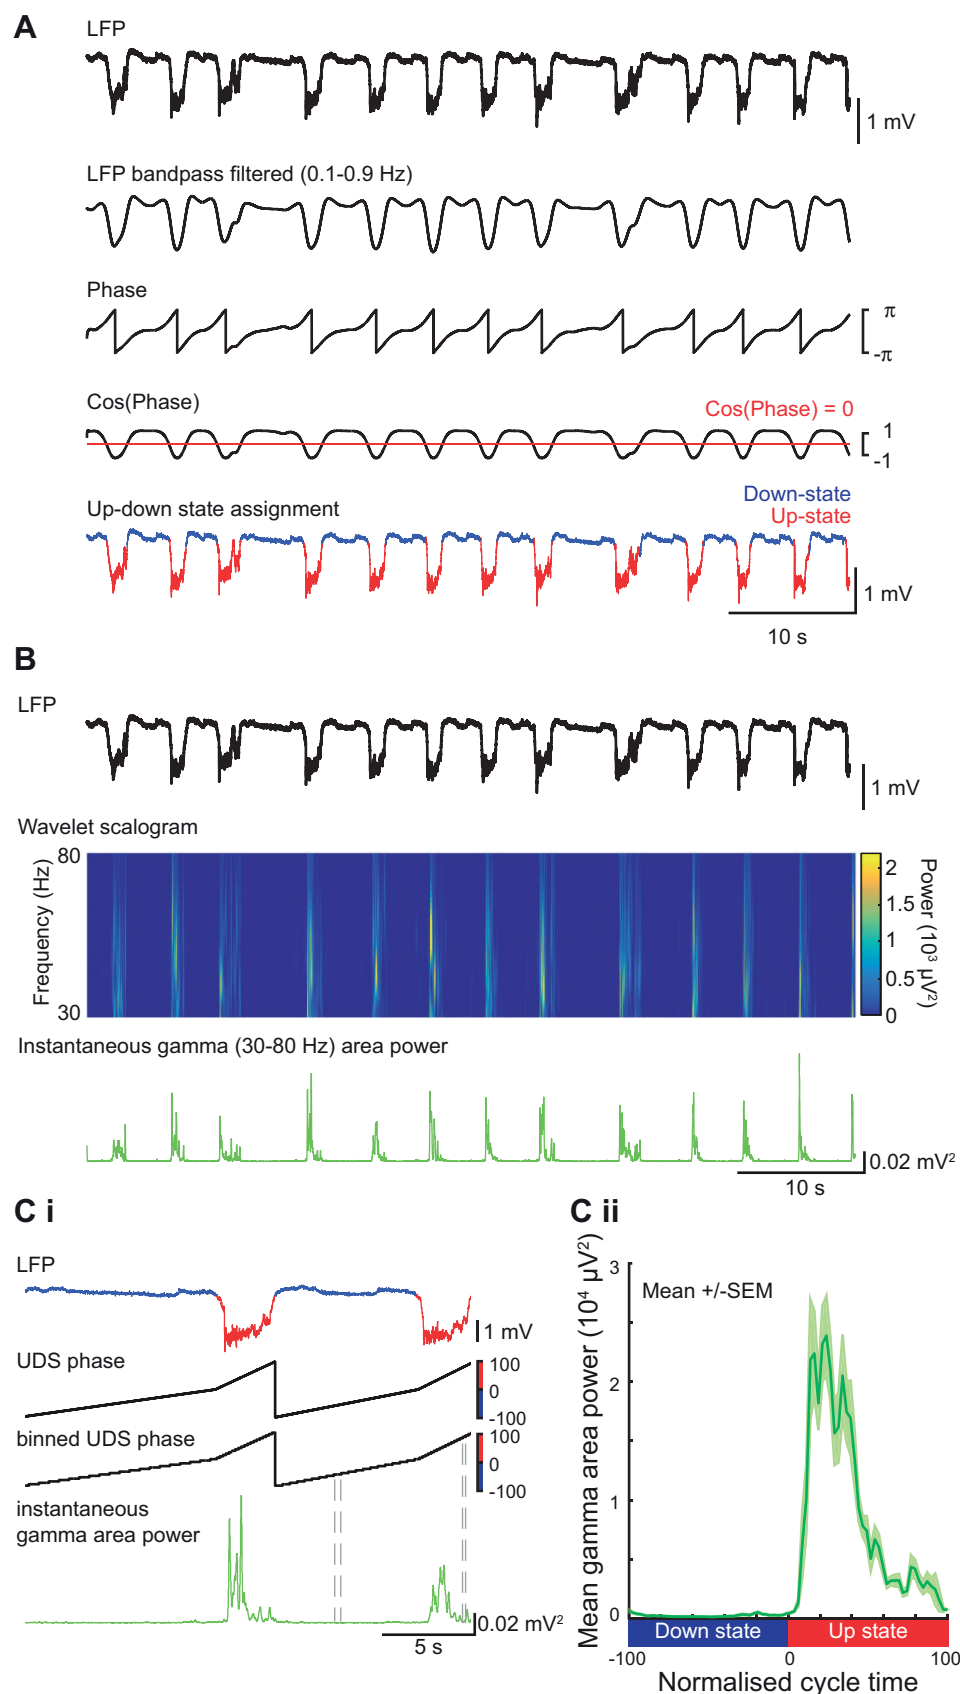 A
LFP
1 mV
LFP bandpass filtered (0.1-0.9 Hz)
Phase
π
-π
Cos(Phase)
Cos(Phase) = 0
1
-1
Up-down state assignment
Down-state
Up-state
1 mV
10 s
B
LFP
1 mV
Wavelet scalogram
80
30
Frequency (Hz)
2
1.5
1
0.5
0
Power (10³ µV²)
Instantaneous gamma (30-80 Hz) area power
0.02 mV²
10 s
C i
LFP
1 mV
UDS phase
100
0
-100
binned UDS phase
100
0
-100
instantaneous
gamma area power
0.02 mV²
5 s
C ii
Mean gamma area power (10⁴ µV²)
3
2
1
0
Mean +/-SEM
Down state
Up state
-100
0
100
Normalised cycle time